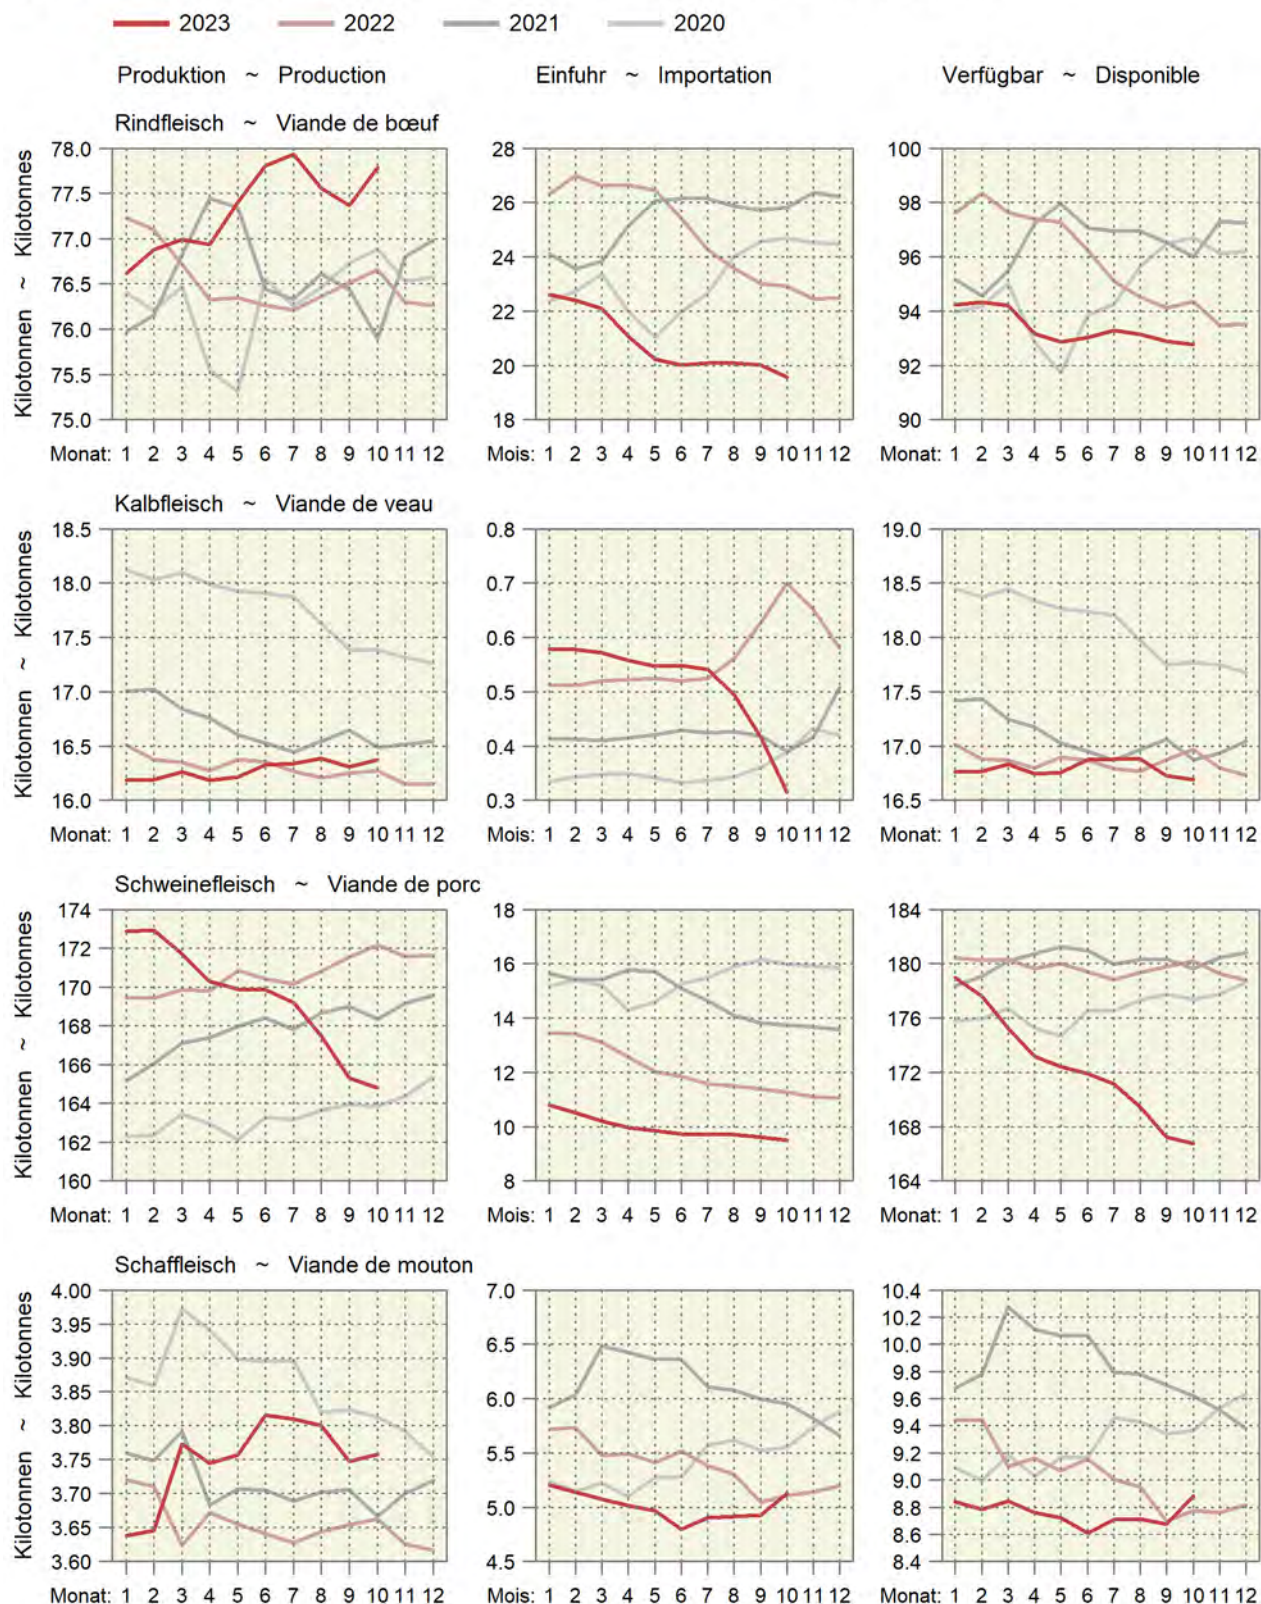 2023 2022 2021 2020
Produktion ~ Production Einfuhr ~ Importation Verfügbar ~ Disponible
Rindfleisch ~ Viande de bœuf
Kilotonnen ~ Kilotonnes
78.0 28 100
77.5
77.0 26 98
76.5 24 96
76.0 22 94
75.5 20 92
75.0 18 90
Monat: 1 2 3 4 5 6 7 8 9 10 11 12 Mois: 1 2 3 4 5 6 7 8 9 10 11 12 Monat: 1 2 3 4 5 6 7 8 9 10 11 12
Kalbfleisch ~ Viande de veau
Kilotonnen ~ Kilotonnes
18.5 0.8 19.0
18.0 0.7 18.5
17.5 0.6 18.0
17.0 0.5 17.5
16.5 0.4 17.0
16.0 0.3 16.5
Monat: 1 2 3 4 5 6 7 8 9 10 11 12 Mois: 1 2 3 4 5 6 7 8 9 10 11 12 Monat: 1 2 3 4 5 6 7 8 9 10 11 12
Schweinefleisch ~ Viande de porc
Kilotonnen ~ Kilotonnes
174 18 184
172
170 16 180
168 14 176
166 12 172
164
162 10 168
160 8 164
Monat: 1 2 3 4 5 6 7 8 9 10 11 12 Mois: 1 2 3 4 5 6 7 8 9 10 11 12 Monat: 1 2 3 4 5 6 7 8 9 10 11 12
Schaffleisch ~ Viande de mouton
Kilotonnen ~ Kilotonnes
4.00 7.0 10.4
3.95 10.2
3.90 6.5 10.0
3.85 9.8
3.80 6.0 9.6
3.75 5.5 9.4
9.2
3.70 9.0
3.65 5.0 8.8
8.6
3.60 4.5 8.4
Monat: 1 2 3 4 5 6 7 8 9 10 11 12 Mois: 1 2 3 4 5 6 7 8 9 10 11 12 Monat: 1 2 3 4 5 6 7 8 9 10 11 12